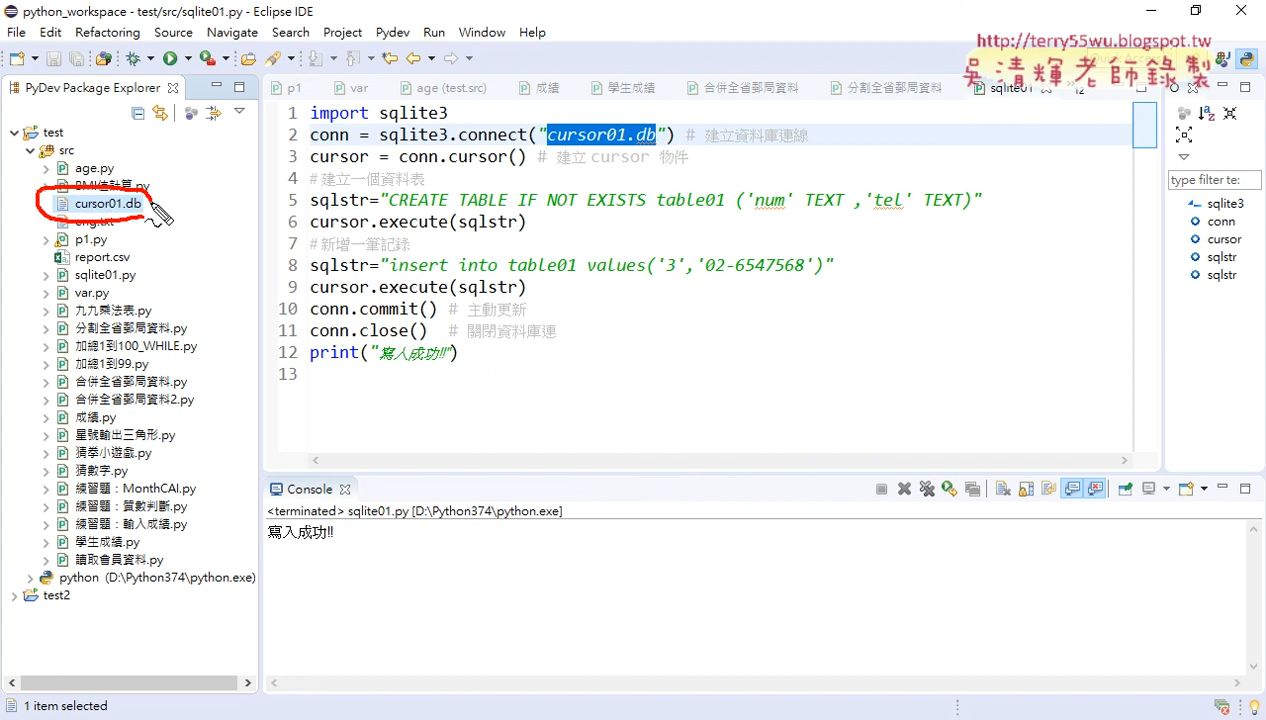 python_workspace - test/src/sqlite01.py - Eclipse IDE
File Edit Refactoring Source Navigate Search Project Pydev Run Window Help
http://terry55wu.blogspot.tw
吳清輝老師錄製
PyDev Package Explorer
p1 var age (test.src) 成績 學生成績 合併全省郵局資料 分割全省郵局資料 sqlite01
test
src
age.py
BMI值計算.py
cursor01.db
eng.txt
p1.py
report.csv
sqlite01.py
var.py
九九乘法表.py
分割全省郵局資料.py
加總1到100_WHILE.py
加總1到99.py
合併全省郵局資料.py
合併全省郵局資料2.py
成績.py
星號輸出三角形.py
猜拳小遊戲.py
猜數字.py
練習題：MonthCAl.py
練習題：質數判斷.py
練習題：輸入成績.py
學生成績.py
讀取會員資料.py
python (D:\Python374\python.exe)
test2
1 import sqlite3
2 conn = sqlite3.connect("cursor01.db") # 建立資料庫連線
3 cursor = conn.cursor() # 建立 cursor 物件
4 #建立一個資料表
5 sqlstr="CREATE TABLE IF NOT EXISTS table01 ('num' TEXT ,'tel' TEXT)"
6 cursor.execute(sqlstr)
7 #新增一筆記錄
8 sqlstr="insert into table01 values('3','02-6547568')"
9 cursor.execute(sqlstr)
10 conn.commit() # 主動更新
11 conn.close() # 關閉資料庫連
12 print("寫入成功!!")
13
type filter te:
sqlite3
conn
cursor
sqlstr
sqlstr
Console
<terminated> sqlite01.py [D:\Python374\python.exe]
寫入成功!!
1 item selected